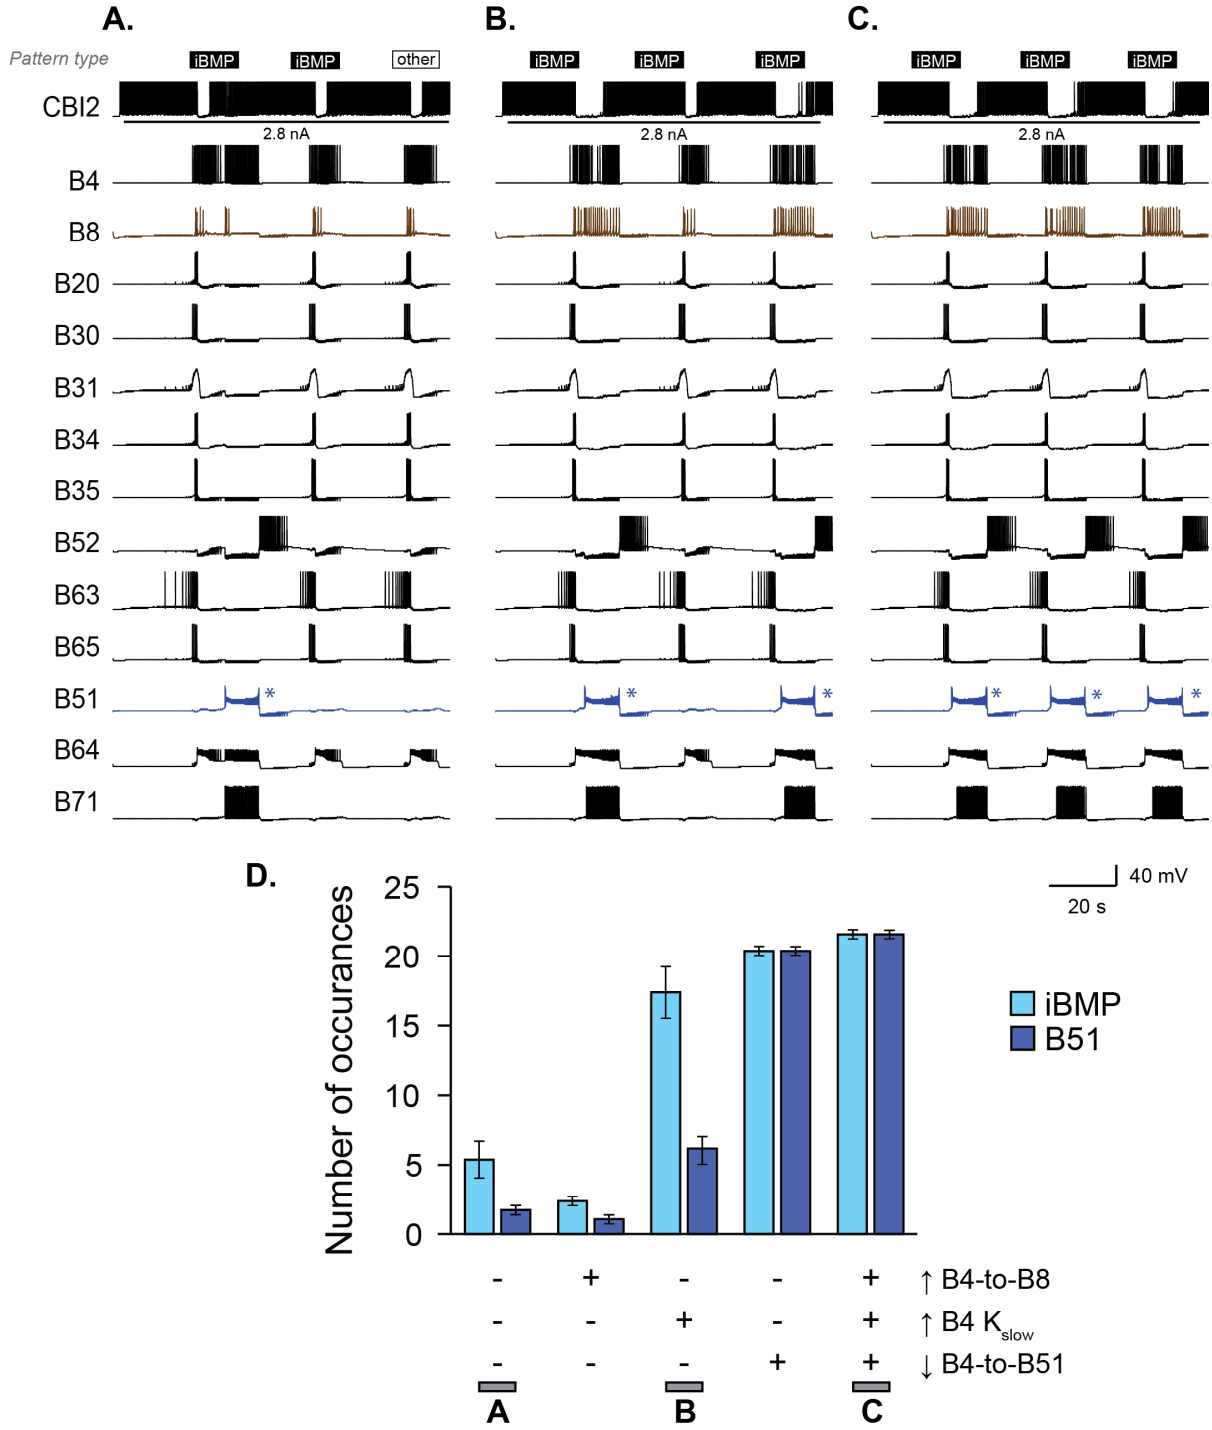 A. B. C.
Pattern type iBMP iBMP other iBMP iBMP iBMP iBMP iBMP iBMP
CBI2
2.8 nA 2.8 nA 2.8 nA
B4
B8
B20
B30
B31
B34
B35
B52
B63
B65
B51 * * * * * *
B64
B71
D.
40 mV
20 s
Number of occurances
25
20
15
10
5
0
iBMP
B51
- + - - + ↑ B4-to-B8
- - + - + ↑ B4 Kslow
- - - + + ↓ B4-to-B51
A B C